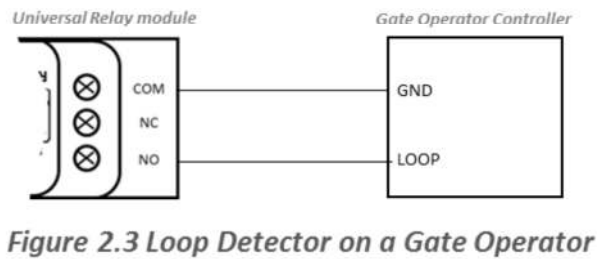 Universal Relay module
Gate Operator Controller
y
COM
GND
NC
NO
LOOP
Figure 2.3 Loop Detector on a Gate Operator